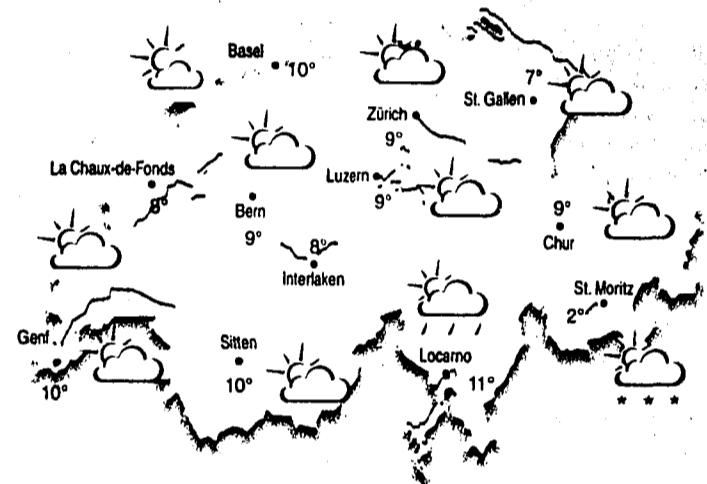 Basel
10°
7°
St. Gallen
Zürich
9°
La Chaux-de-Fonds
8°
Luzern
9°
Bern
9°
9°
Chur
8°
Interlaken
St. Moritz
2°
Genf
10°
Sitten
10°
Locarno
11°